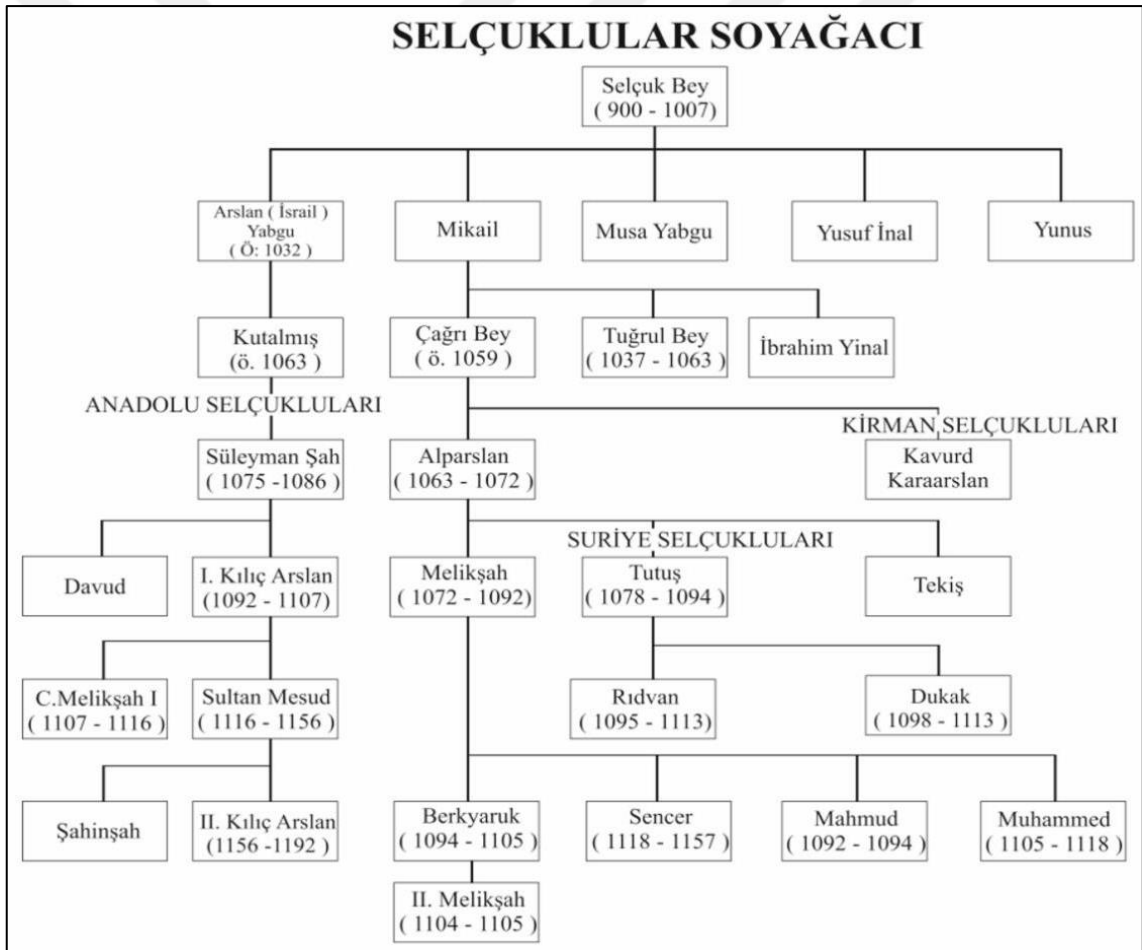 SELÇUKLULAR SOYAĞACI
Selçuk Bey
( 900 - 1007)
Arslan ( İsrail )
Yabgu
( Ö: 1032 )
Mikail
Musa Yabgu
Yusuf İnal
Yunus
Kutalmış
(ö. 1063 )
Çağrı Bey
( ö. 1059 )
Tuğrul Bey
( 1037 - 1063 )
İbrahim Yinal
ANADOLU SELÇUKLULARI
KİRMAN SELÇUKLULARI
Süleyman Şah
( 1075 -1086 )
Alparslan
( 1063 - 1072 )
Kavurd
Karaarslan
SURİYE SELÇUKLULARI
Davud
I. Kılıç Arslan
(1092 - 1107)
Melikşah
( 1072 - 1092)
Tutuş
( 1078 - 1094 )
Tekiş
C.Melikşah I
( 1107 - 1116 )
Sultan Mesud
( 1116 - 1156 )
Rıdvan
( 1095 - 1113)
Dukak
( 1098 - 1113 )
Şahinşah
II. Kılıç Arslan
(1156 -1192 )
Berkyaruk
( 1094 - 1105 )
Sencer
( 1118 - 1157 )
Mahmud
( 1092 - 1094 )
Muhammed
( 1105 - 1118 )
II. Melikşah
( 1104 - 1105 )